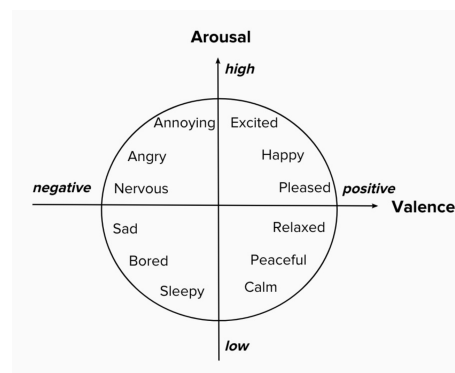 Arousal
high
Annoying Excited
Angry Happy
Nervous Pleased
negative positive
Valence
Sad Relaxed
Bored Peaceful
Sleepy Calm
low